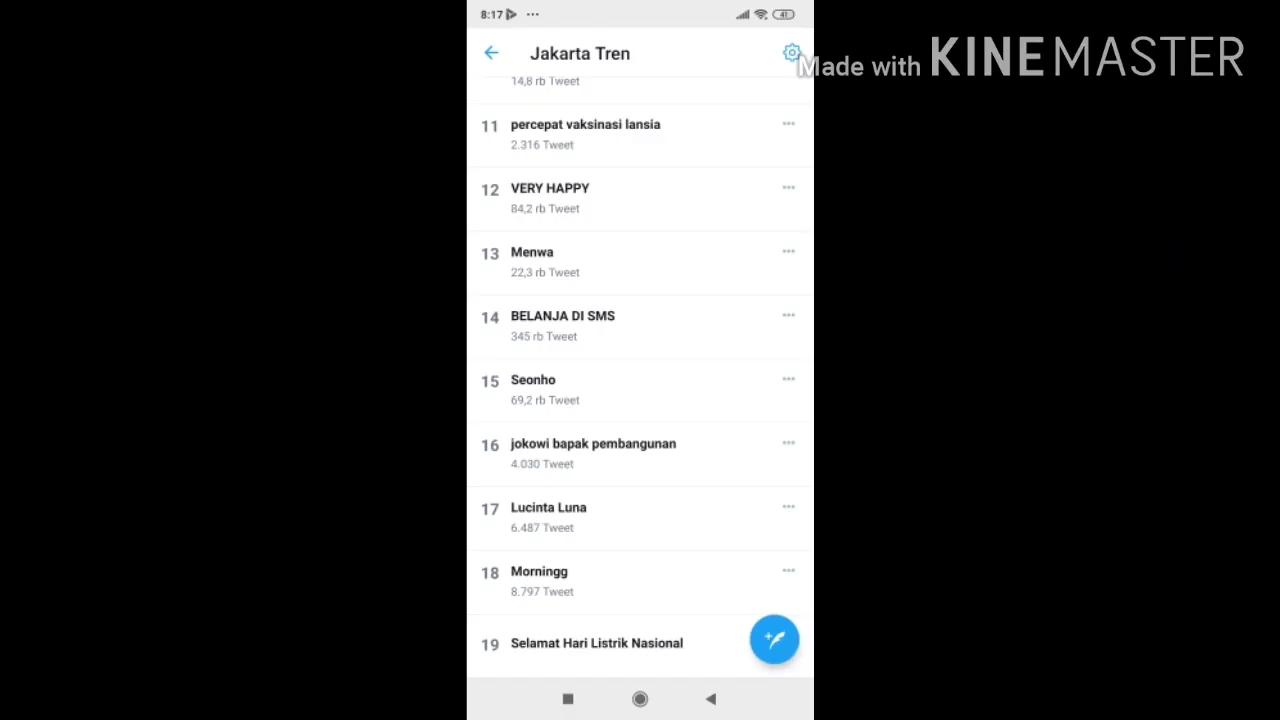 8:17
41
Jakarta Tren
Made with KINEMASTER
14,8 rb Tweet
11 percepat vaksinasi lansia
2.316 Tweet
12 VERY HAPPY
84,2 rb Tweet
13 Menwa
22,3 rb Tweet
14 BELANJA DI SMS
345 rb Tweet
15 Seonho
69,2 rb Tweet
16 jokowi bapak pembangunan
4.030 Tweet
17 Lucinta Luna
6.487 Tweet
18 Morningg
8.797 Tweet
19 Selamat Hari Listrik Nasional